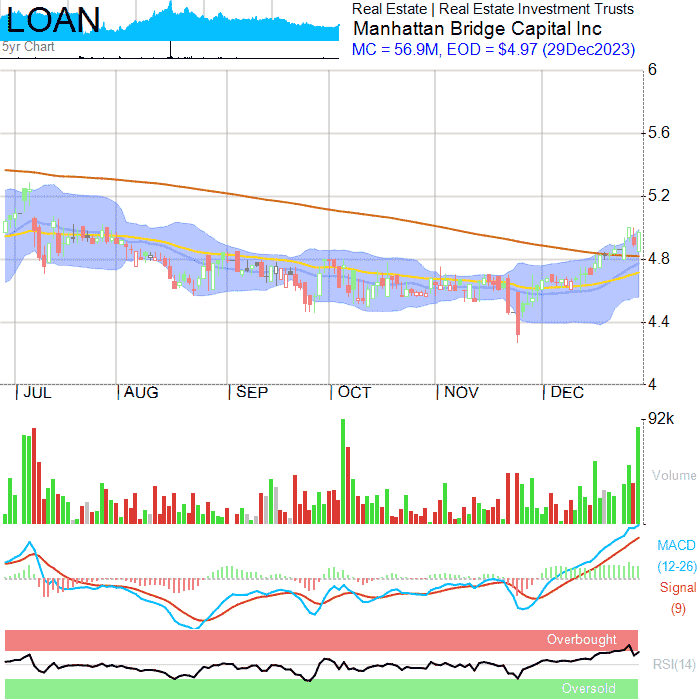 LOAN
5yr Chart
Real Estate | Real Estate Investment Trusts
Manhattan Bridge Capital Inc
MC = 56.9M, EOD = $4.97 (29Dec2023)
6
5.6
5.2
4.8
4.4
4
| JUL | AUG | SEP | OCT | NOV | DEC
92k
Volume
MACD
(12-26)
Signal
(9)
Overbought
RSI(14)
Oversold